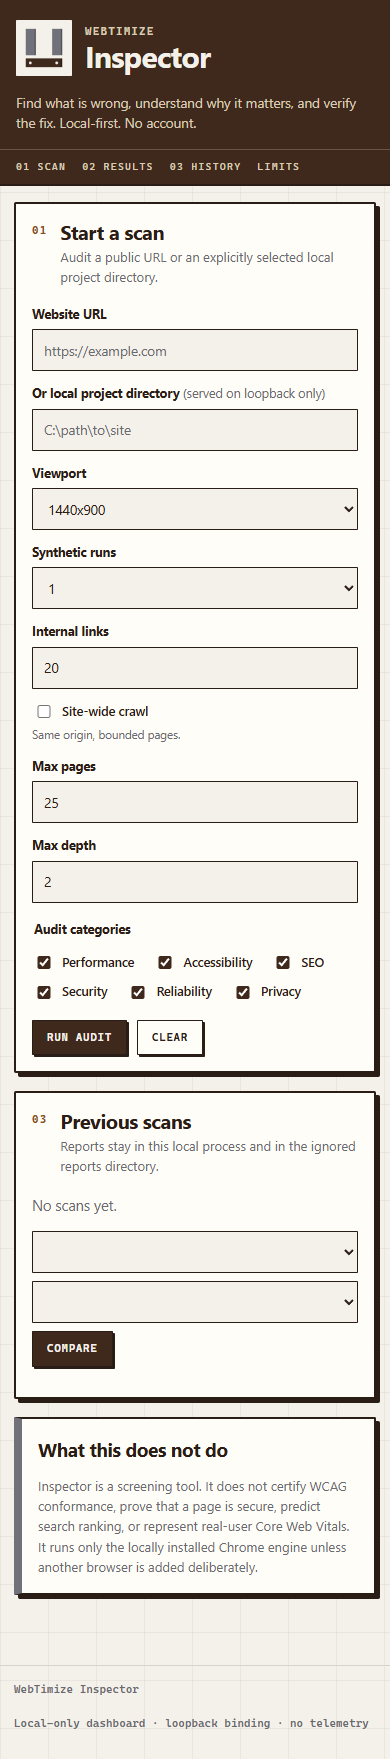 WEBTIMIZE
Inspector
Find what is wrong, understand why it matters, and verify
the fix. Local-first. No account.
01 SCAN 02 RESULTS 03 HISTORY LIMITS
01 Start a scan
Audit a public URL or an explicitly selected local
project directory.
Website URL
https://example.com
Or local project directory (served on loopback only)
C:\path\to\site
Viewport
1440x900
Synthetic runs
1
Internal links
20
Site-wide crawl
Same origin, bounded pages.
Max pages
25
Max depth
2
Audit categories
Performance Accessibility SEO
Security Reliability Privacy
RUN AUDIT CLEAR
03 Previous scans
Reports stay in this local process and in the ignored
reports directory.
No scans yet.
COMPARE
What this does not do
Inspector is a screening tool. It does not certify WCAG
conformance, prove that a page is secure, predict
search ranking, or represent real-user Core Web Vitals.
It runs only the locally installed Chrome engine unless
another browser is added deliberately.
WebTimize Inspector
Local-only dashboard · loopback binding · no telemetry